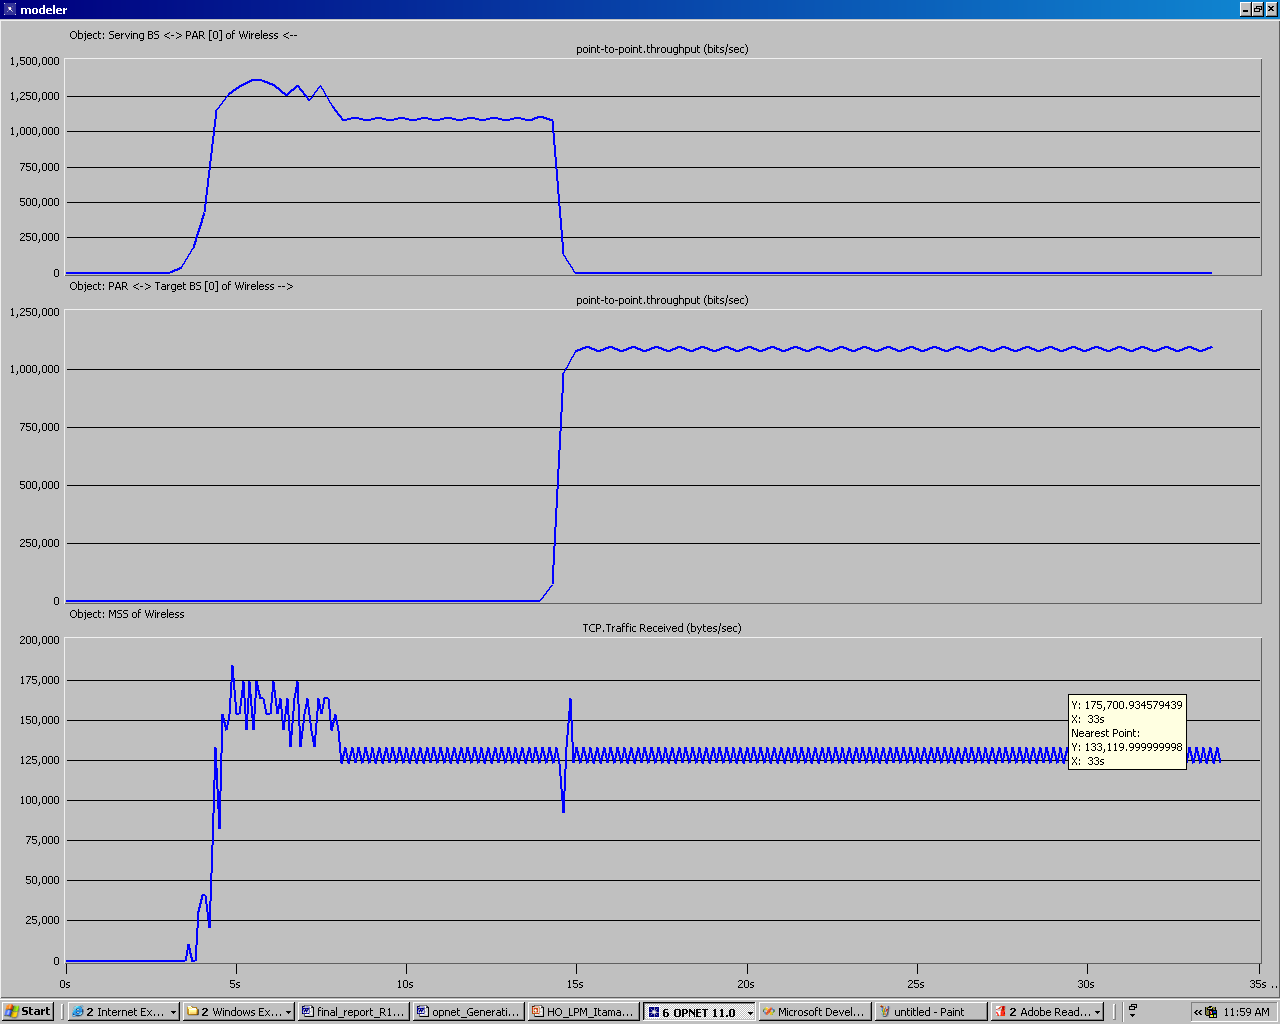 modeler
Object: Serving BS <-> PAR [0] of Wireless <--
point-to-point.throughput (bits/sec)
1,500,000
1,250,000
1,000,000
750,000
500,000
250,000
0
Object: PAR <-> Target BS [0] of Wireless -->
point-to-point.throughput (bits/sec)
1,250,000
1,000,000
750,000
500,000
250,000
0
Object: MSS of Wireless
TCP.Traffic Received (bytes/sec)
200,000
175,000
150,000
125,000
100,000
75,000
50,000
25,000
0
Y: 175,700.934579439
X: 33s
Nearest Point:
Y: 133,119.999999998
X: 33s
0s 5s 10s 15s 20s 25s 30s 35s ..
Start 2 Internet Ex... 2 Windows Ex... final_report_R1... opnet_Generati... HO_LPM_Itama... 6 OPNET 11.0 Microsoft Devel... untitled - Paint 2 Adobe Read... « 11:59 AM